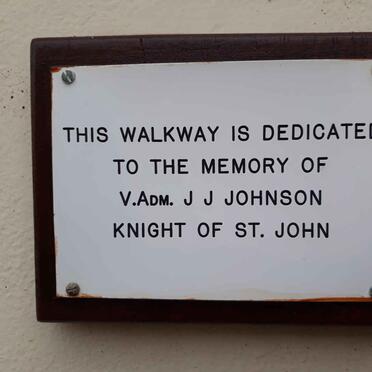 THIS WALKWAY IS DEDICATED
TO THE MEMORY OF
V.ADM. J J JOHNSON
KNIGHT OF ST. JOHN